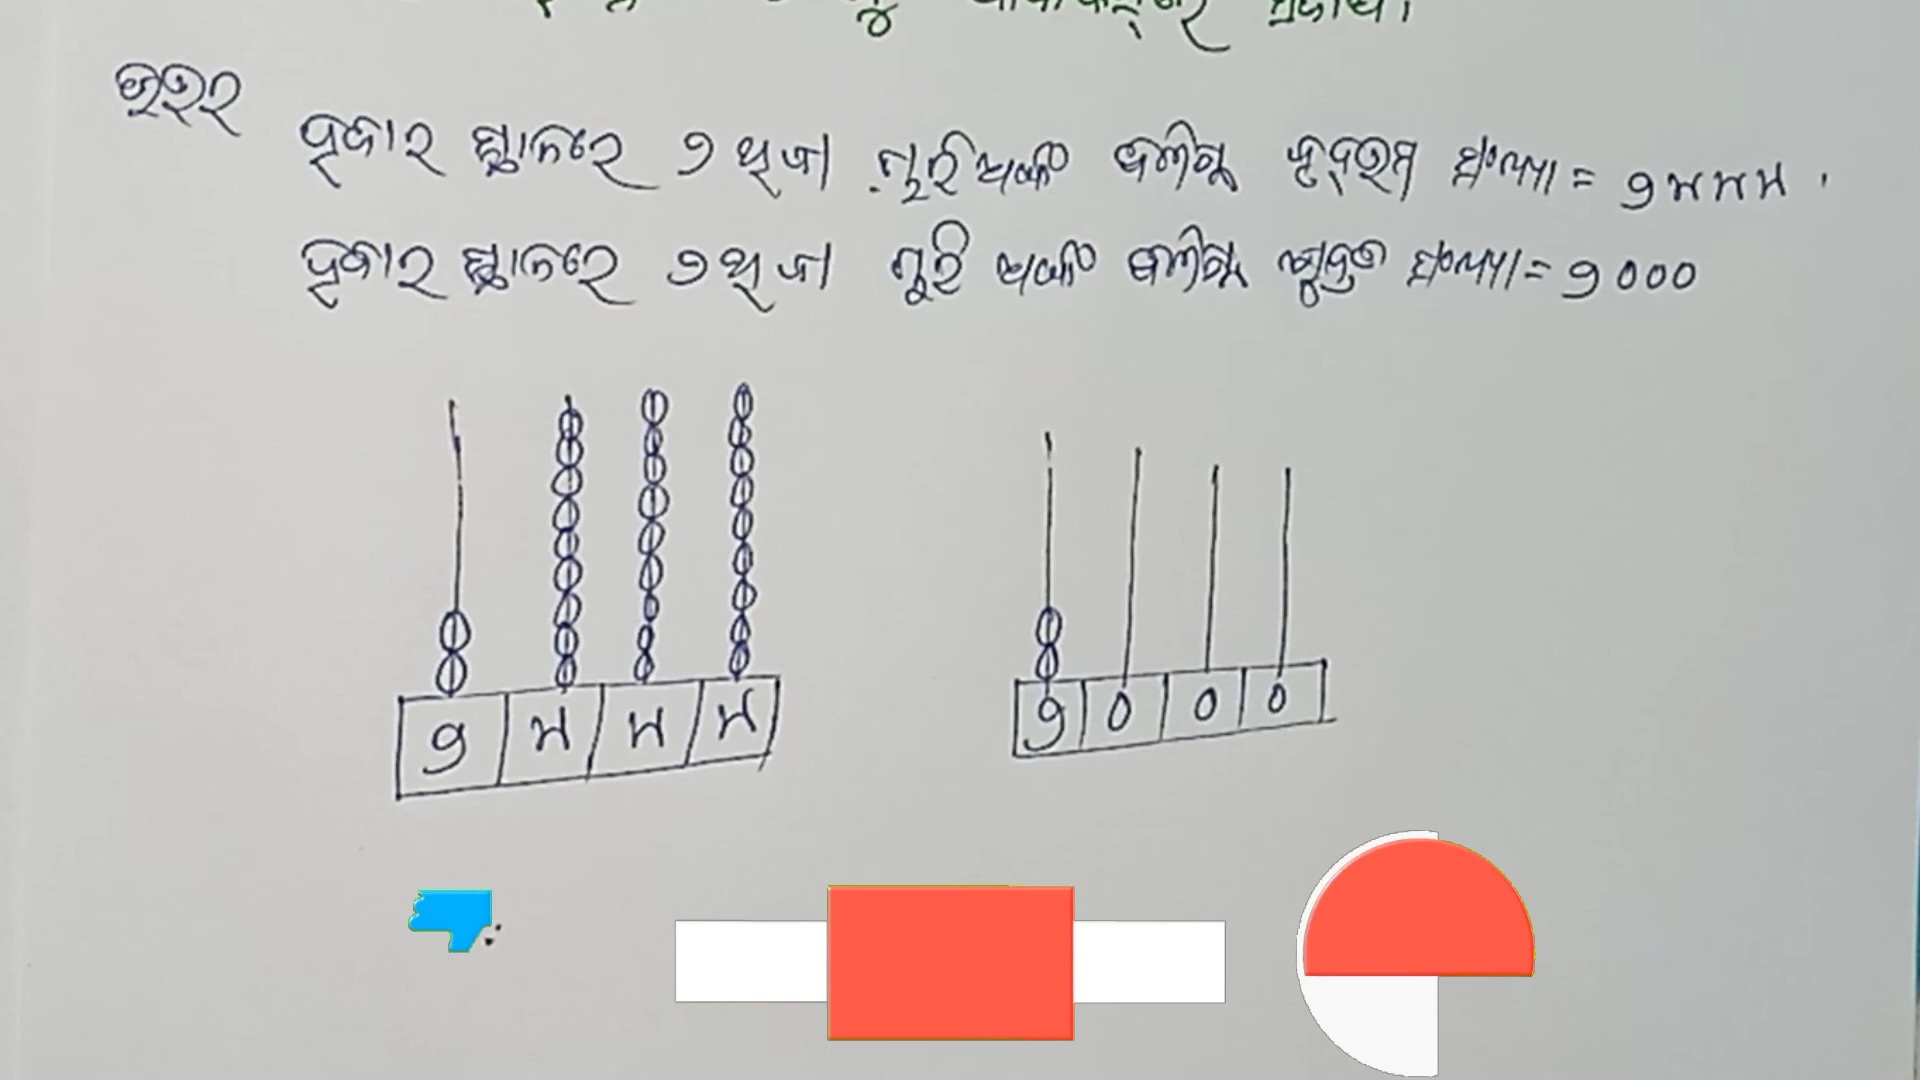 ଉତ୍ତର
ହଜାର ସ୍ଥାନରେ ୨ ଥିବା ଚାରି ଅଙ୍କ ବିଶିଷ୍ଟ ବୃହତ୍ତମ ସଂଖ୍ୟା = ୨୯୯୯
ହଜାର ସ୍ଥାନରେ ୨ ଥିବା ଚାରି ଅଙ୍କ ବିଶିଷ୍ଟ କ୍ଷୁଦ୍ରତମ ସଂଖ୍ୟା = ୨୦୦୦
୨ ୯ ୯ ୯ ୨ ୦ ୦ ୦